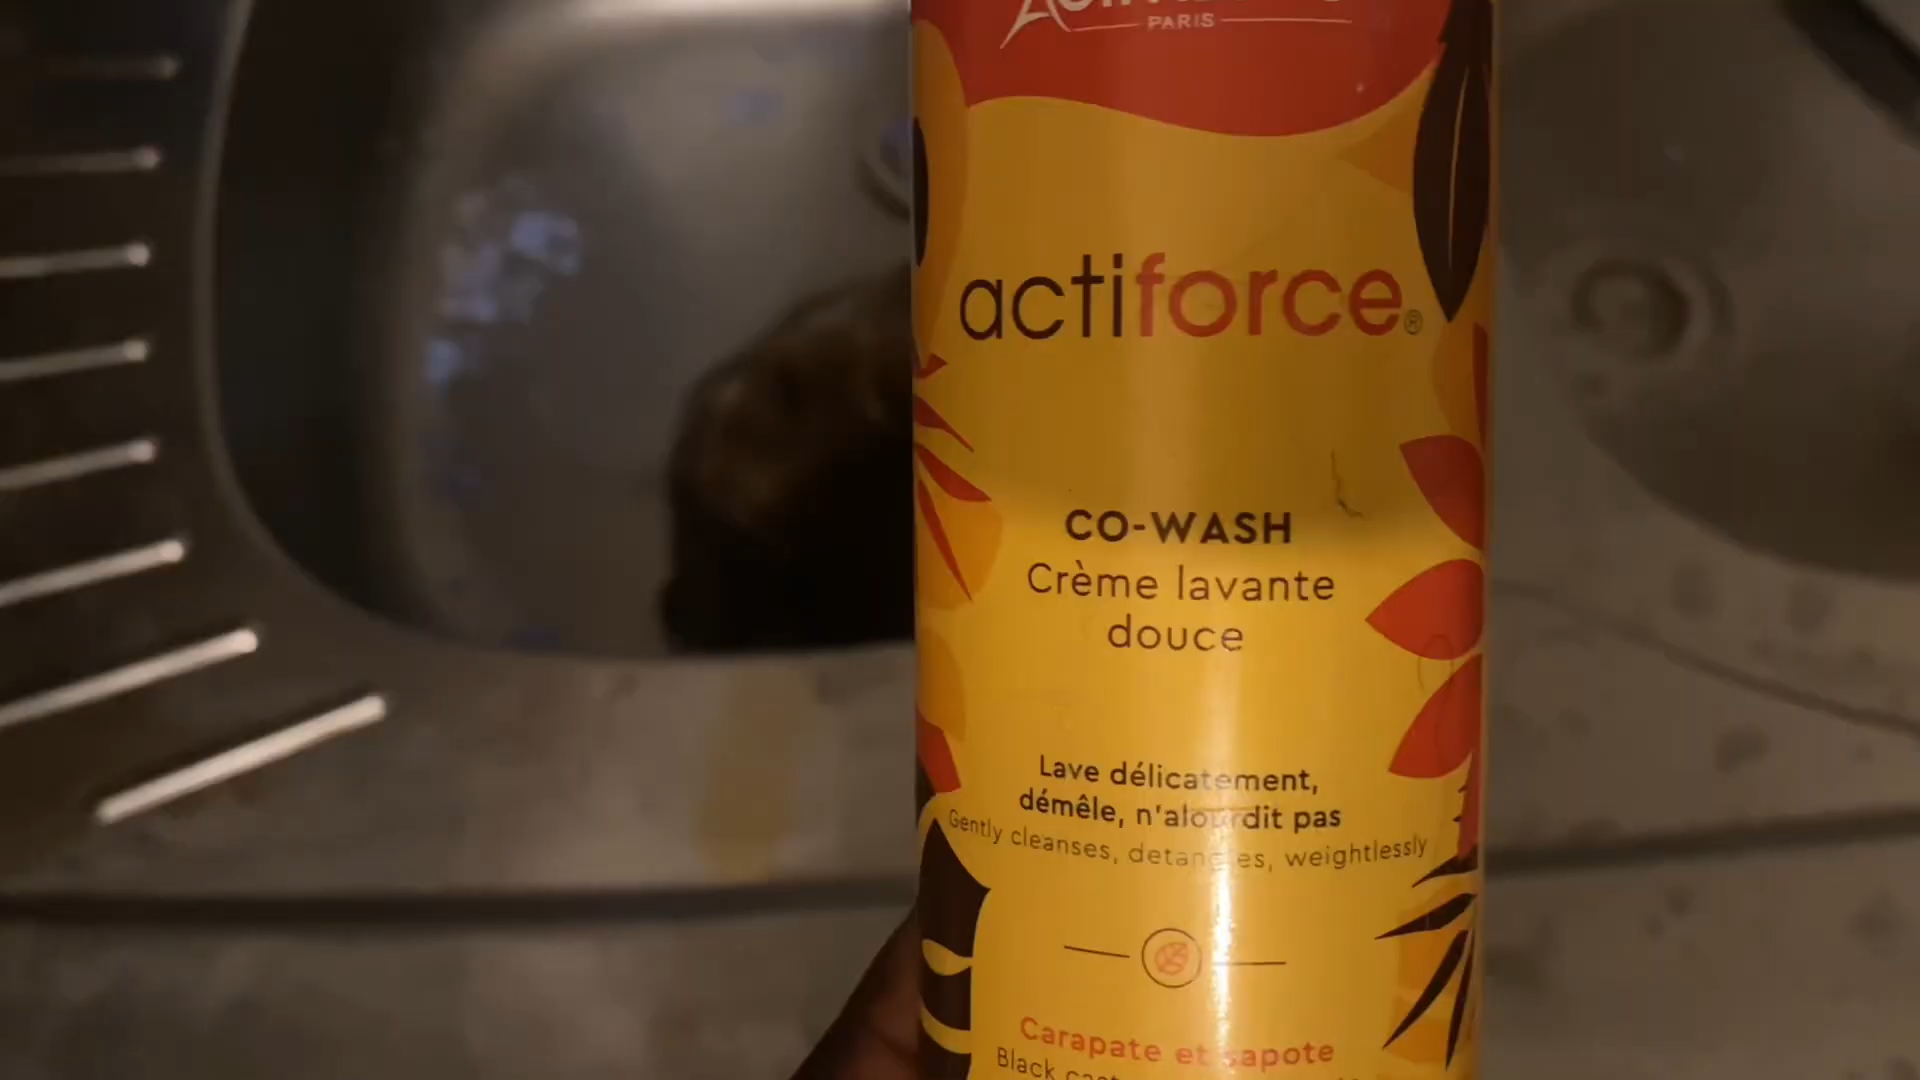 PARIS
actiforce®
CO-WASH
Crème lavante
douce
Lave délicatement,
démêle, n'alourdit pas
Gently cleanses, detangles, weightlessly
Carapate et sapote
Black